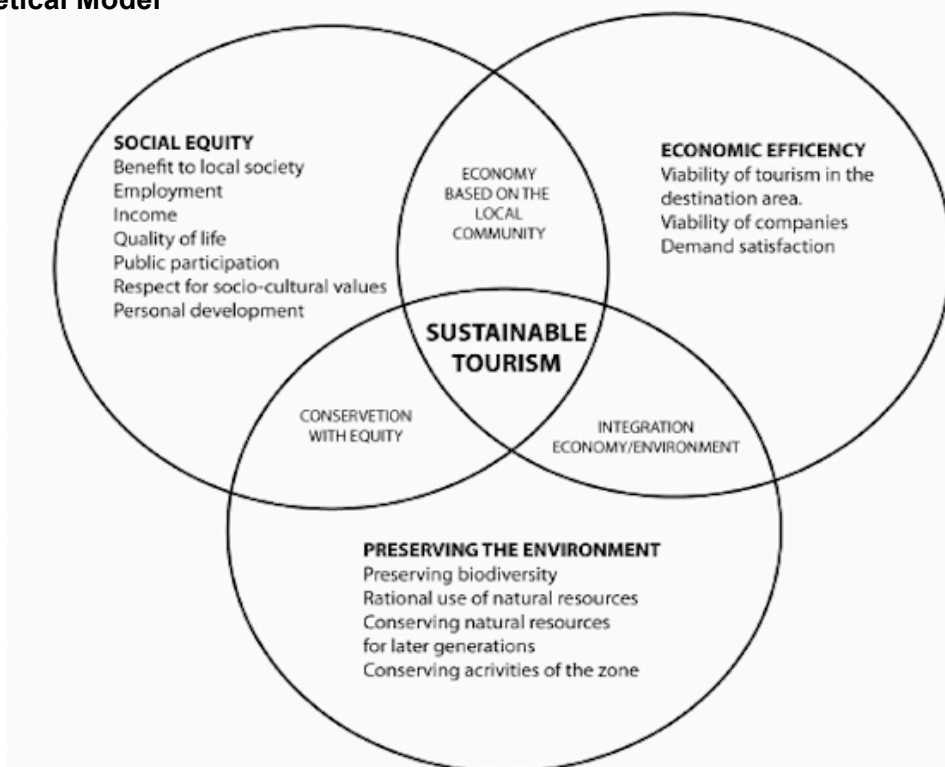 etical Model
SOCIAL EQUITY
Benefit to local society
Employment
Income
Quality of life
Public participation
Respect for socio-cultural values
Personal development
ECONOMY
BASED ON THE
LOCAL
COMMUNITY
ECONOMIC EFFICENCY
Viability of tourism in the
destination area.
Viability of companies
Demand satisfaction
SUSTAINABLE
TOURISM
CONSERVETION
WITH EQUITY
INTEGRATION
ECONOMY/ENVIRONMENT
PRESERVING THE ENVIRONMENT
Preserving biodiversity
Rational use of natural resources
Conserving natural resources
for later generations
Conserving acrivities of the zone